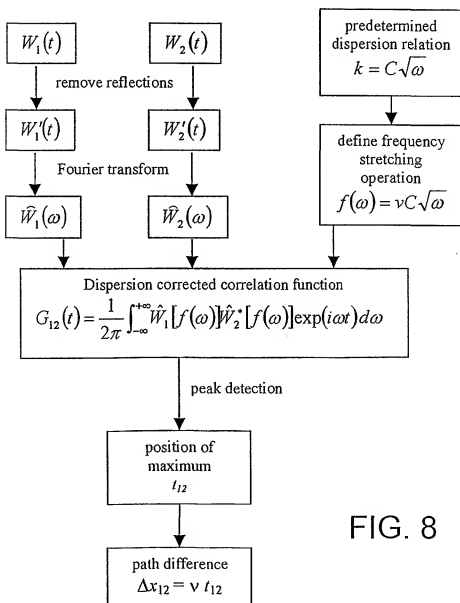 W₁(t)
W₂(t)
predetermined
dispersion relation
k = C√ω
remove reflections
W₁′(t)
W₂′(t)
define frequency
stretching
operation
f(ω) = νC√ω
Fourier transform
Ŵ₁(ω)
Ŵ₂(ω)
Dispersion corrected correlation function
G₁₂(t) = 1/2π ∫₋∞⁺∞ Ŵ₁[f(ω)]Ŵ₂*[f(ω)]exp(iωt)dω
peak detection
position of
maximum
t₁₂
path difference
Δx₁₂ = ν t₁₂
FIG. 8